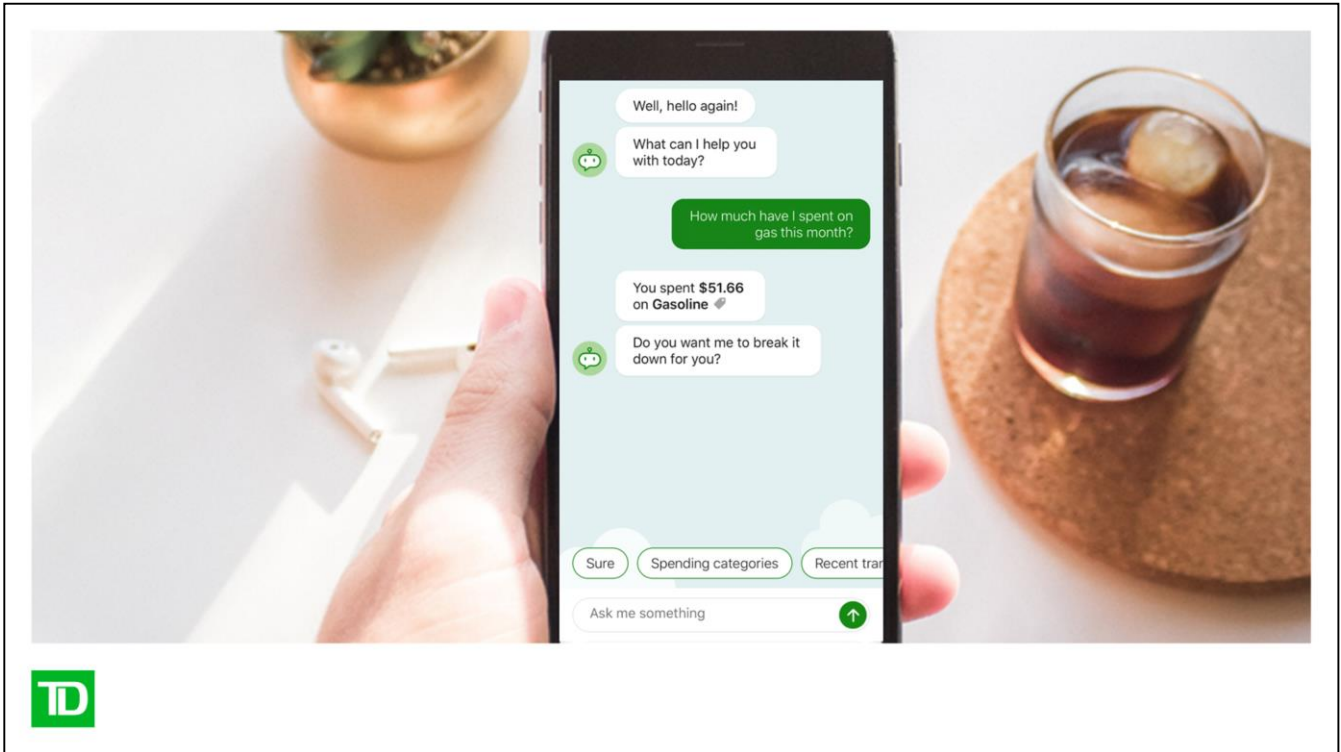 Well, hello again!
What can I help you
with today?
How much have I spent on
gas this month?
You spent $51.66
on Gasoline
Do you want me to break it
down for you?
Sure
Spending categories
Recent tran
Ask me something
TD